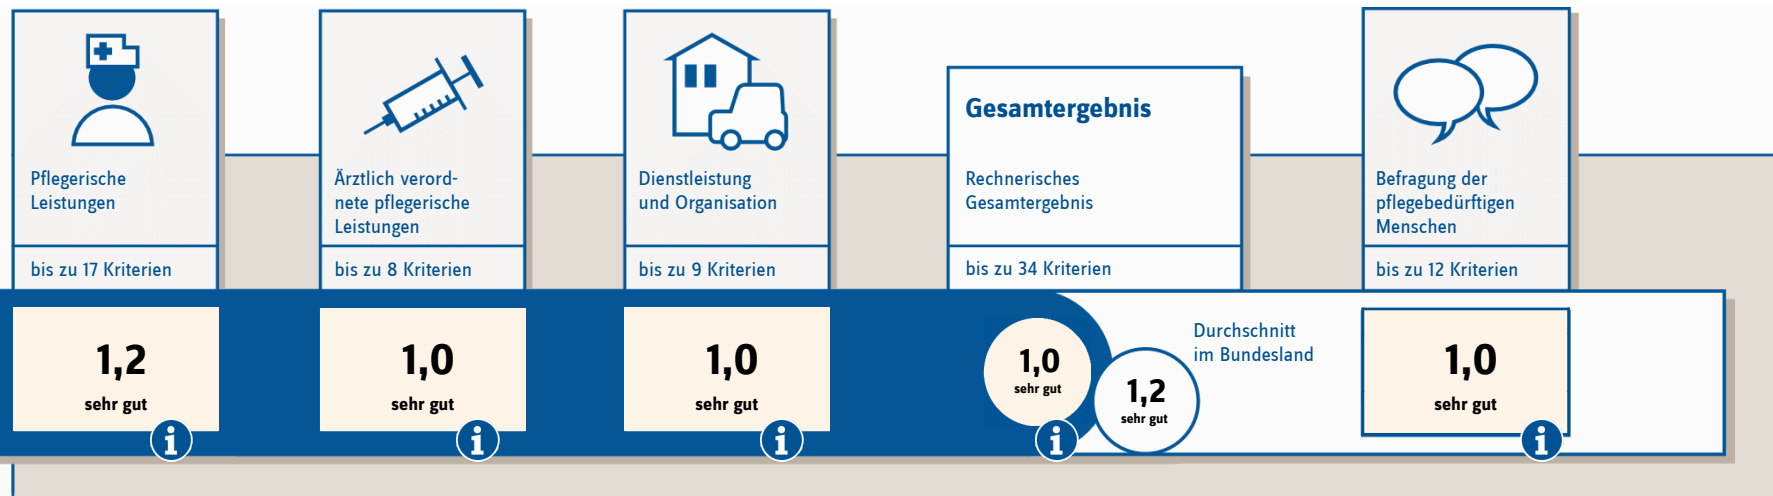 Pflegerische
Leistungen
bis zu 17 Kriterien
1,2
sehr gut
i
Ärztlich verord-
nete pflegerische
Leistungen
bis zu 8 Kriterien
1,0
sehr gut
i
Dienstleistung
und Organisation
bis zu 9 Kriterien
1,0
sehr gut
i
Gesamtergebnis
Rechnerisches
Gesamtergebnis
bis zu 34 Kriterien
1,0
sehr gut
i
Durchschnitt
im Bundesland
1,2
sehr gut
Befragung der
pflegebedürftigen
Menschen
bis zu 12 Kriterien
1,0
sehr gut
i